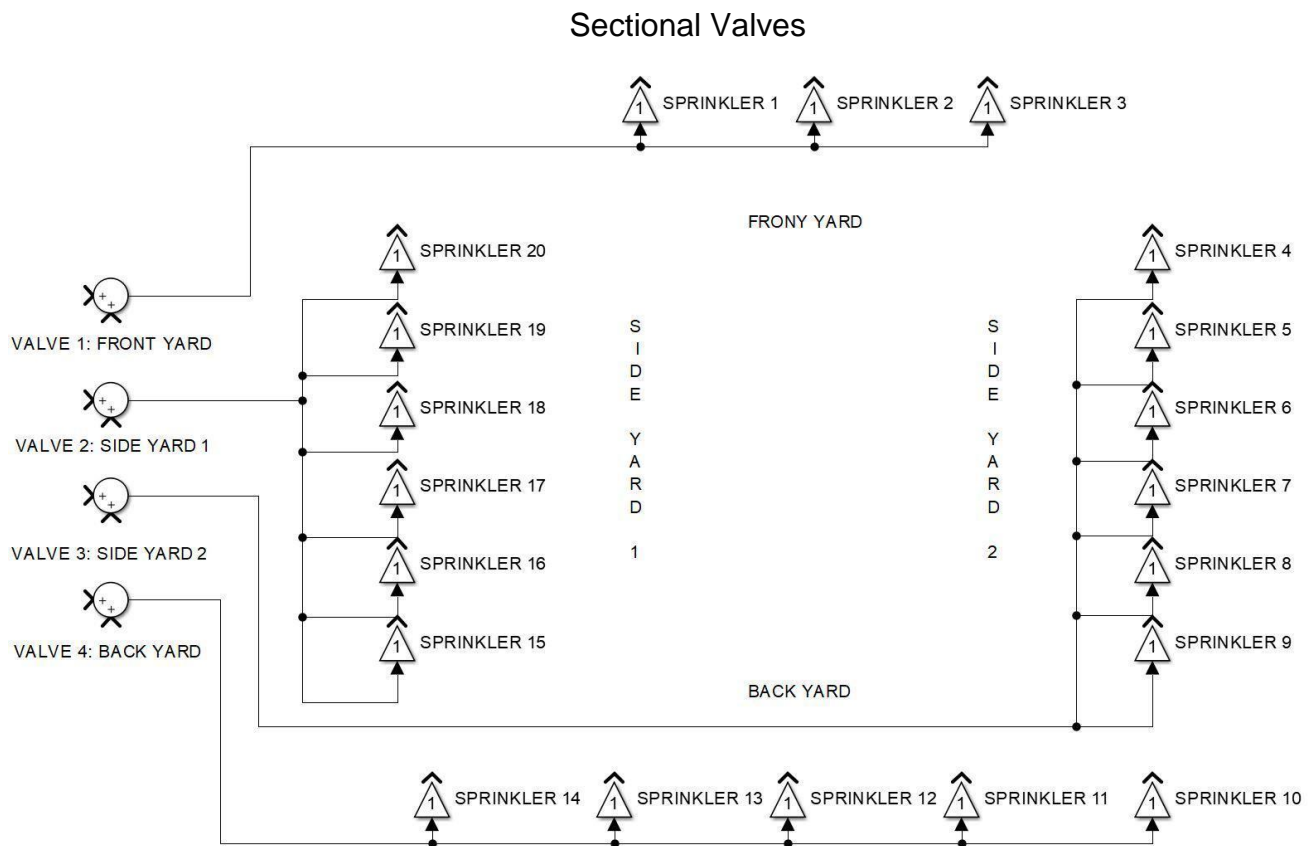 Sectional Valves
SPRINKLER 1
SPRINKLER 2
SPRINKLER 3
1
1
1
FRONY YARD
SPRINKLER 20
1
SPRINKLER 4
1
VALVE 1: FRONT YARD
SPRINKLER 19
1
SPRINKLER 5
1
SPRINKLER 18
1
SPRINKLER 6
1
VALVE 2: SIDE YARD 1
SPRINKLER 17
1
SPRINKLER 7
1
VALVE 3: SIDE YARD 2
SPRINKLER 16
1
SPRINKLER 8
1
VALVE 4: BACK YARD
SPRINKLER 15
1
SPRINKLER 9
1
SIDE YARD 1
SIDE YARD 2
++
++
++
++
BACK YARD
SPRINKLER 14
1
SPRINKLER 13
1
SPRINKLER 12
1
SPRINKLER 11
1
SPRINKLER 10
1